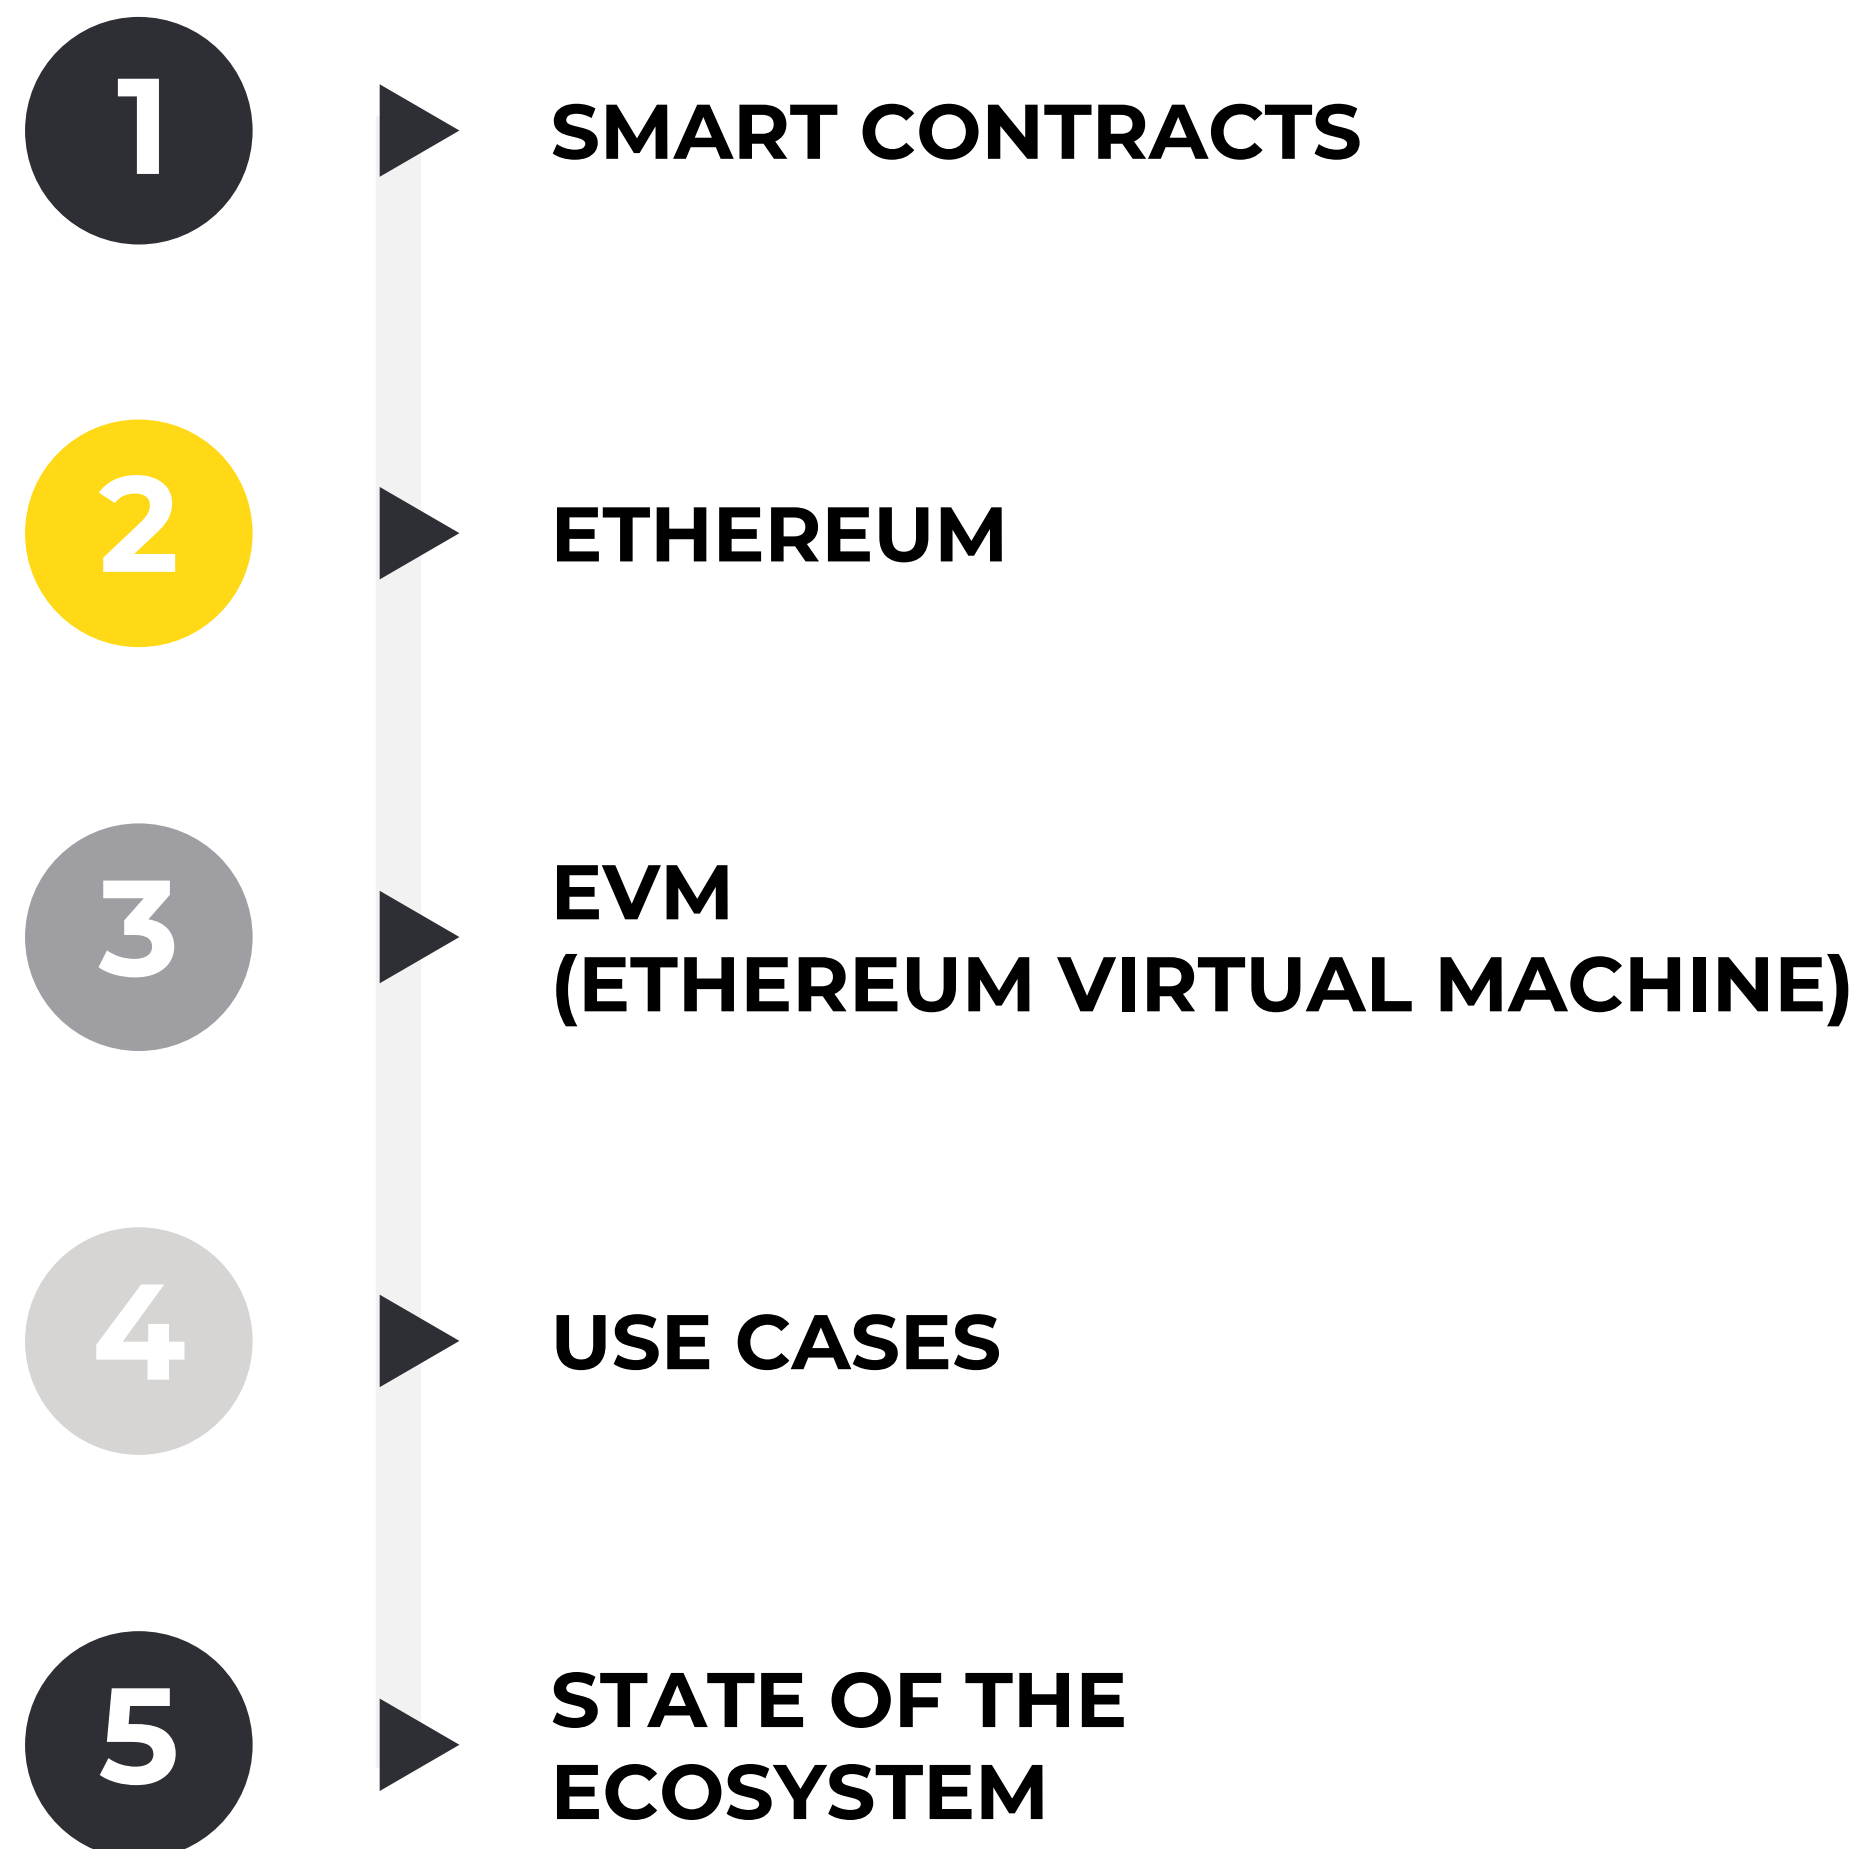 1
SMART CONTRACTS
2
ETHEREUM
3
EVM
(ETHEREUM VIRTUAL MACHINE)
4
USE CASES
5
STATE OF THE
ECOSYSTEM